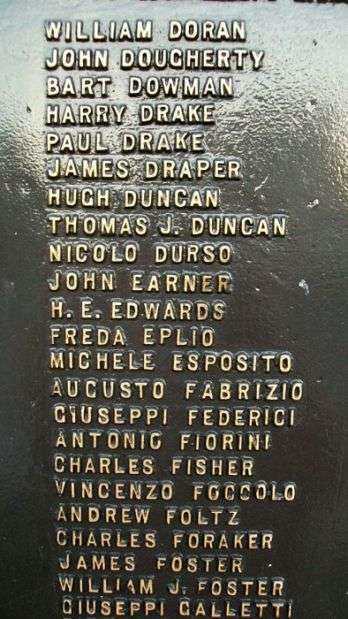 WILLIAM DORAN
JOHN DOUGHERTY
BART DOWMAN
HARRY DRAKE
PAUL DRAKE
JAMES DRAPER
HUGH DUNCAN
THOMAS J. DUNCAN
NICOLO DURSO
JOHN EARNER
H. E. EDWARDS
FREDA EPLIO
MICHELE ESPOSITO
AUGUSTO FABRIZIO
GIUSEPPI FEDERICI
ANTONIO FIORINI
CHARLES FISHER
VINCENZO FOCCOLO
ANDREW FOLTZ
CHARLES FORAKER
JAMES FOSTER
WILLIAM J. FOSTER
GIUSEPPI GALLETTI